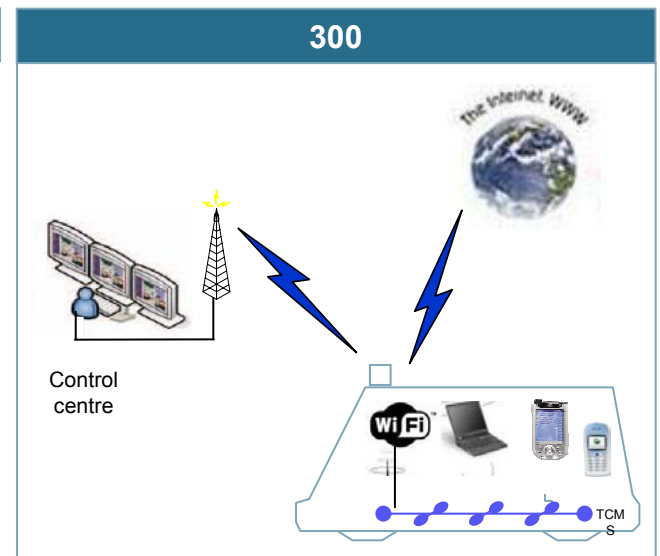 300
The Internet, WWW
Control
centre
Wi Fi
TCM
S